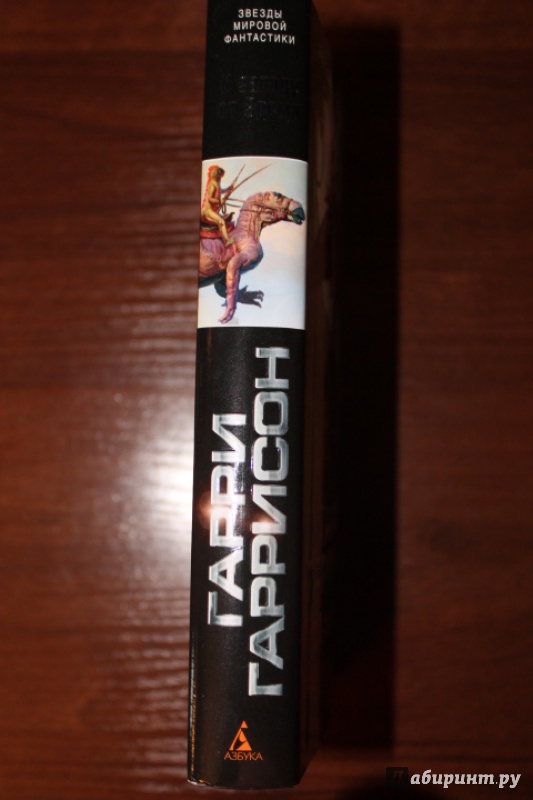 ЗВЕЗДЫ
МИРОВОЙ
ФАНТАСТИКИ
ГАРРИ
ГАРРИСОН
АЗБУКА
Лабиринт.ру